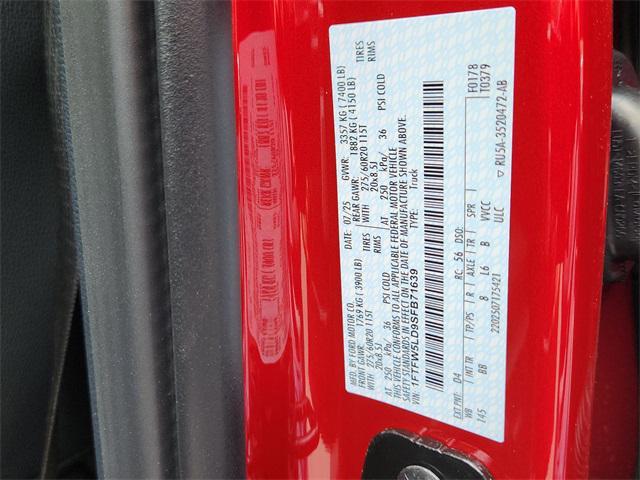 MFD. BY FORD MOTOR CO.
DATE: 07/25
GVWR: 3357 KG ( 7400 LB)
FRONT GAWR: 1769 KG (3900 LB)
REAR GAWR: 1882 KG ( 4150 LB)
WITH 275/60R20 115T TIRES
20x8.5J RIMS
AT 250 kPa/ 36 PSI COLD
WITH 275/60R20 115T TIRES
20x8.5J RIMS
AT 250 kPa/ 36 PSI COLD
THIS VEHICLE CONFORMS TO ALL APPLICABLE FEDERAL MOTOR VEHICLE
SAFETY STANDARDS IN EFFECT ON THE DATE OF MANUFACTURE SHOWN ABOVE.
VIN: 1FTFW5LD9SFB71639
TYPE: Truck
F0178
T0379
EXT PNT: D4
RC: 56 DSO:
WB INT TR TP/PS R AXLE TR SPR
145 BB 8 L6 B VVCC
ULC
2202507175421
▽ RU5A-3520472-AB